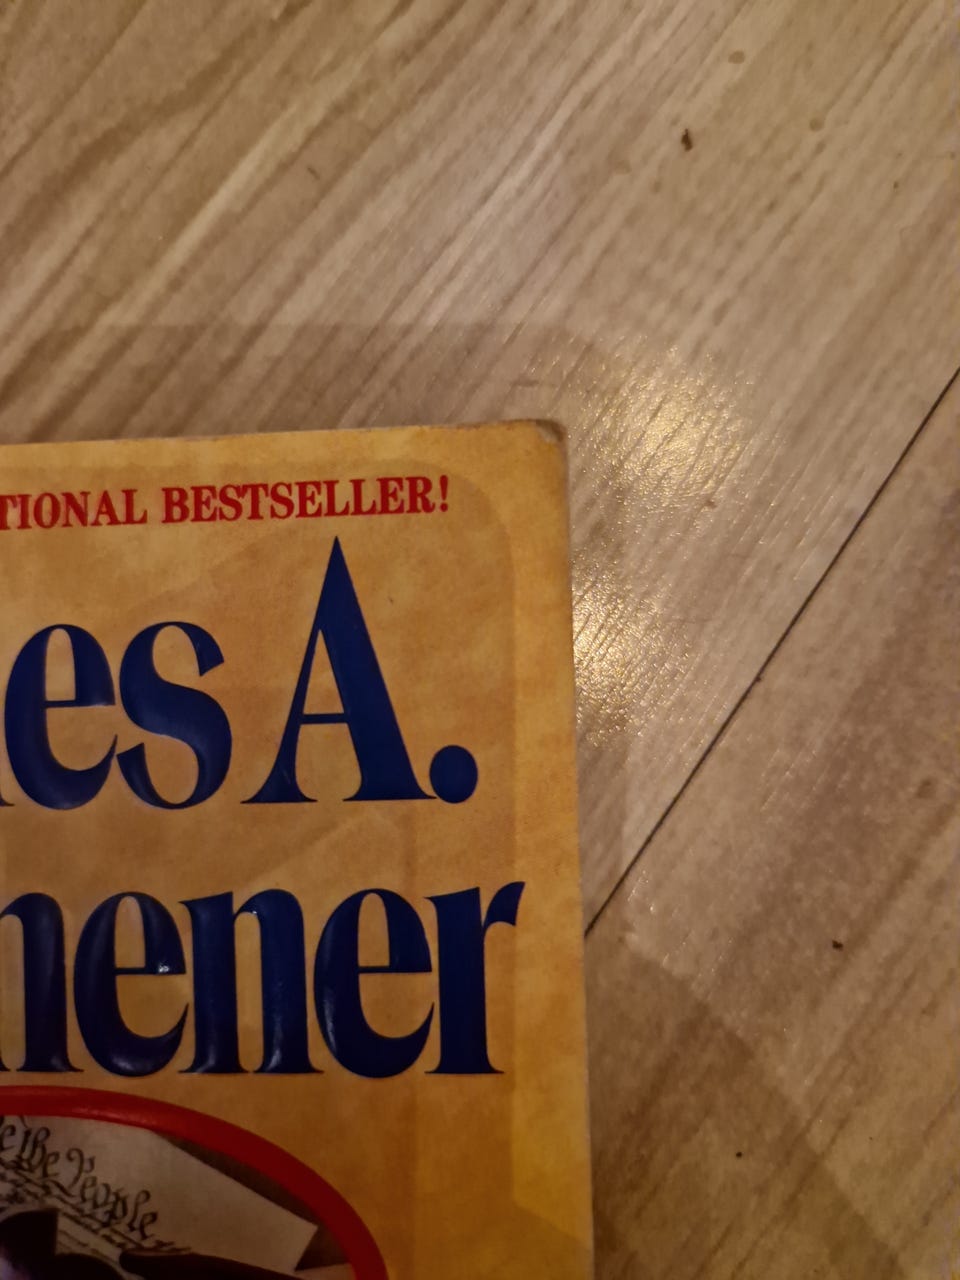 TIONAL BESTSELLER!
es A.
hener
e the People